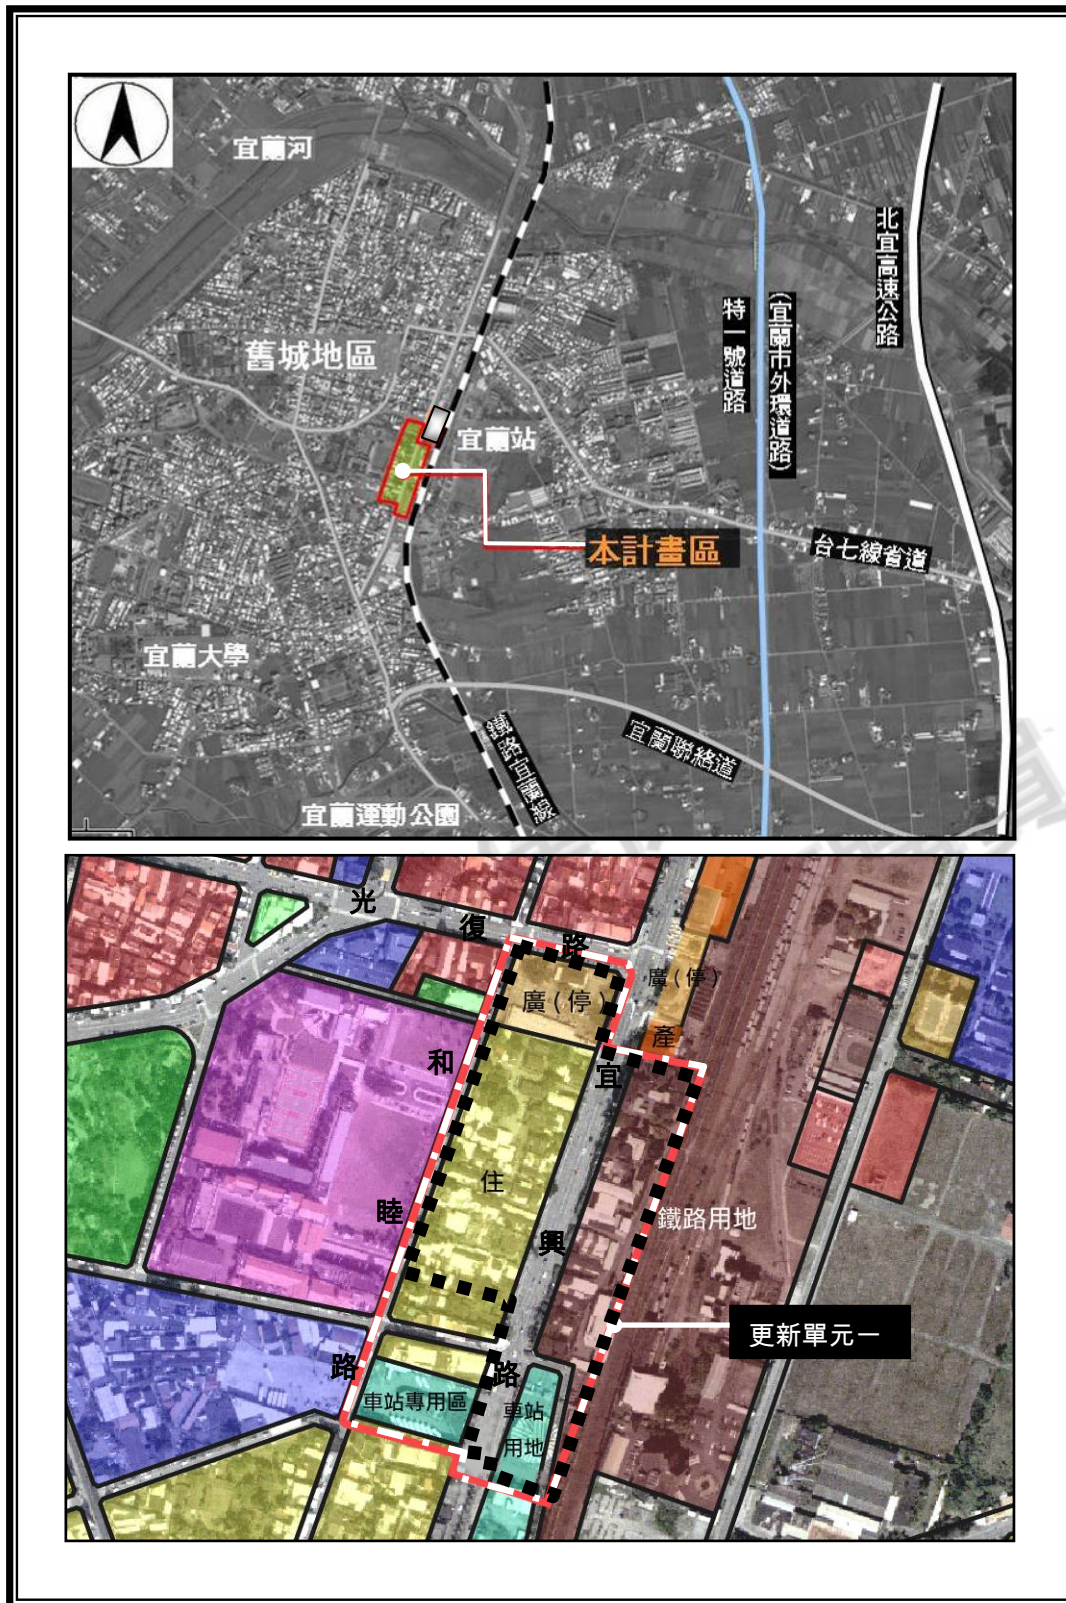 宜蘭河
北宜高速公路
特一號道路
(宜蘭市外環道路)
舊城地區
宜蘭站
本計畫區
台七線省道
宜蘭大學
鐵路宜蘭線
宜蘭聯絡道
宜蘭運動公園
光復路
廣(停)
廣(停)
產
和睦路
宜興路
住
鐵路用地
更新單元一
車站專用區
車站
用地